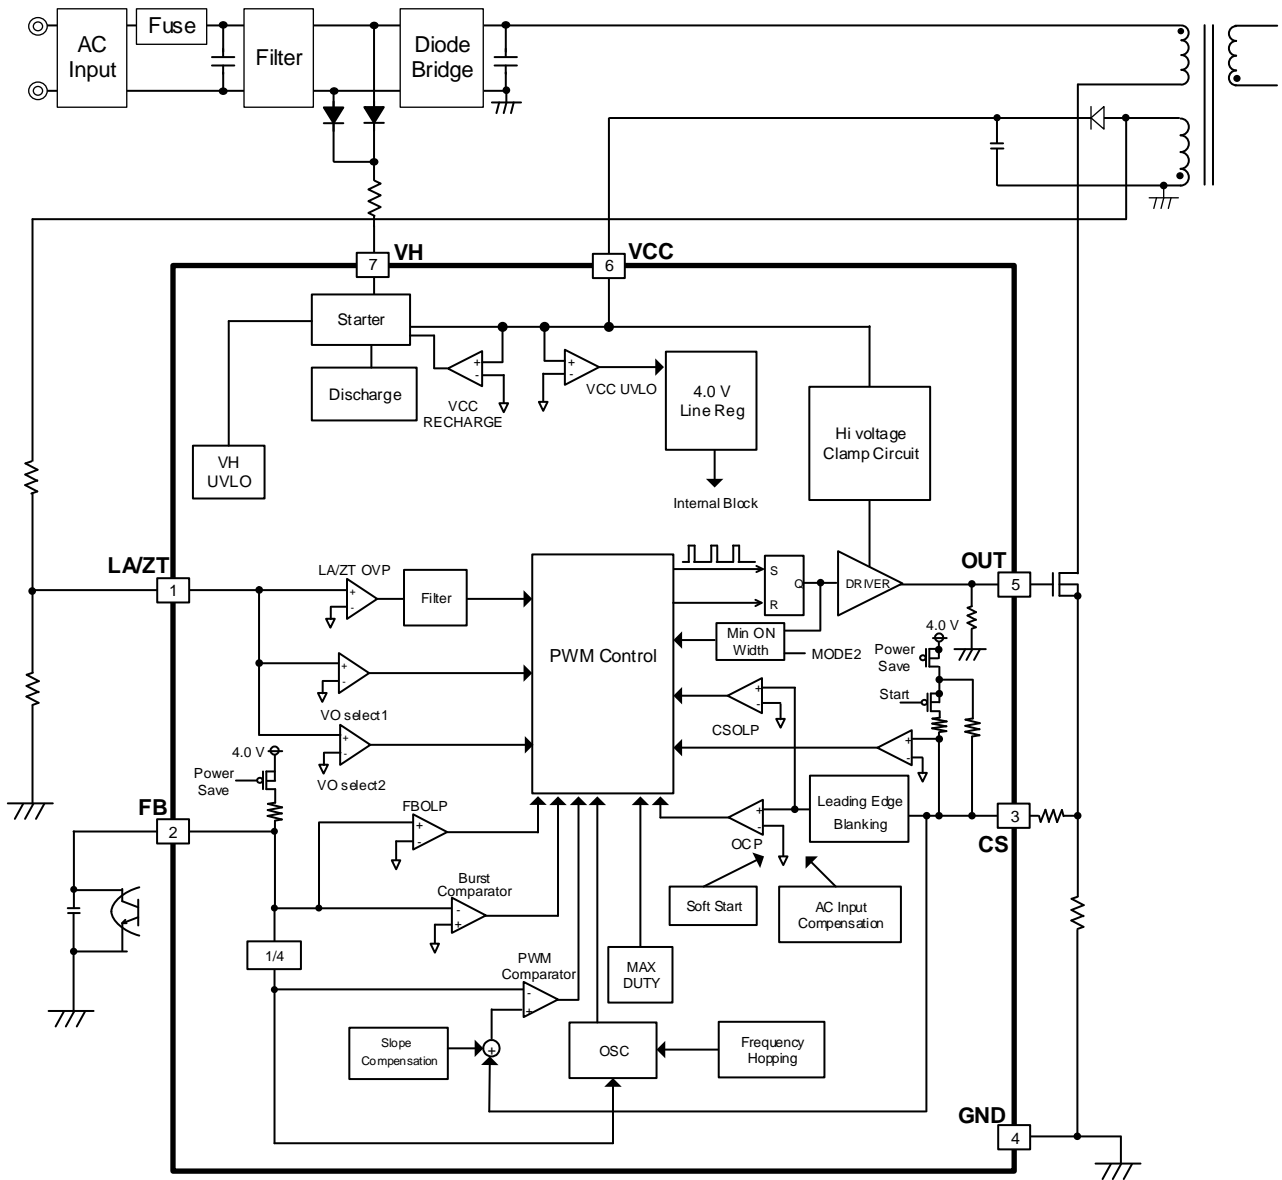 AC
Input
Fuse
Filter
Diode
Bridge
VH
7
VCC
6
Starter
Discharge
VCC
RECHARGE
+
-
+
-
VCC UVLO
4.0 V
Line Reg
Internal Block
Hi voltage
Clamp Circuit
VH
UVLO
LA/ZT
1
LA/ZT OVP
+
-
Filter
+
-
VO select1
+
-
VO select2
PWM Control
S
R
Q
DRIVER
OUT
5
Min ON
Width
MODE2
4.0 V
Power
Save
Start
+
-
CSOLP
+
-
4.0 V
Power
Save
FB
2
FBOLP
+
-
+
-
OCP
Leading Edge
Blanking
3
CS
Soft Start
AC Input
Compensation
Burst
Comparator
-
+
1/4
PWM
Comparator
-
+
MAX
DUTY
Slope
Compensation
+
OSC
Frequency
Hopping
GND
4